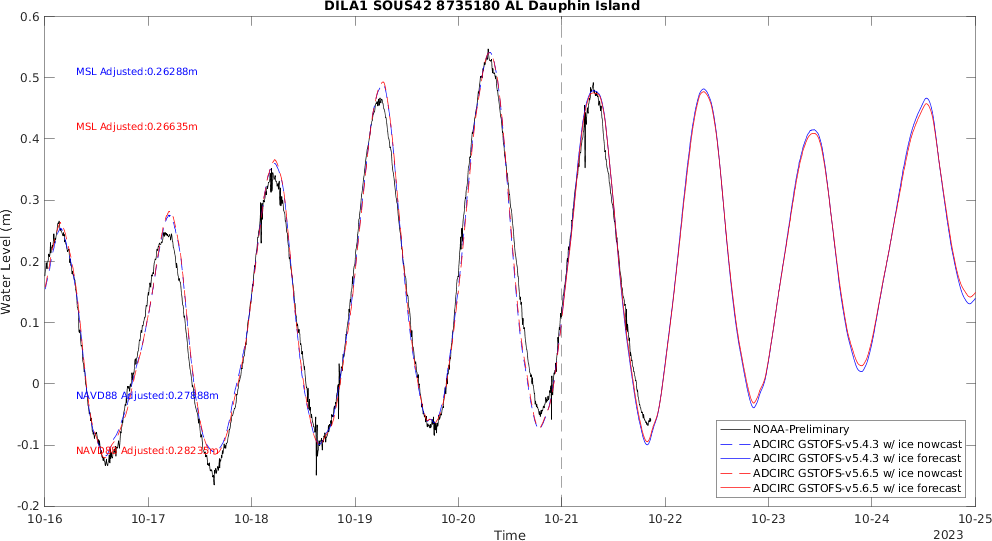 DILA1 SOUS42 8735180 AL Dauphin Island
0.6
0.5
0.4
0.3
0.2
0.1
0
-0.1
-0.2
Water Level (m)
MSL Adjusted:0.26288m
MSL Adjusted:0.26635m
NAVD88 Adjusted:0.27888m
NAVD88 Adjusted:0.28235m
NOAA-Preliminary
ADCIRC GSTOFS-v5.4.3 w/ ice nowcast
ADCIRC GSTOFS-v5.4.3 w/ ice forecast
ADCIRC GSTOFS-v5.6.5 w/ ice nowcast
ADCIRC GSTOFS-v5.6.5 w/ ice forecast
10-16 10-17 10-18 10-19 10-20 10-21 10-22 10-23 10-24 10-25
Time
2023